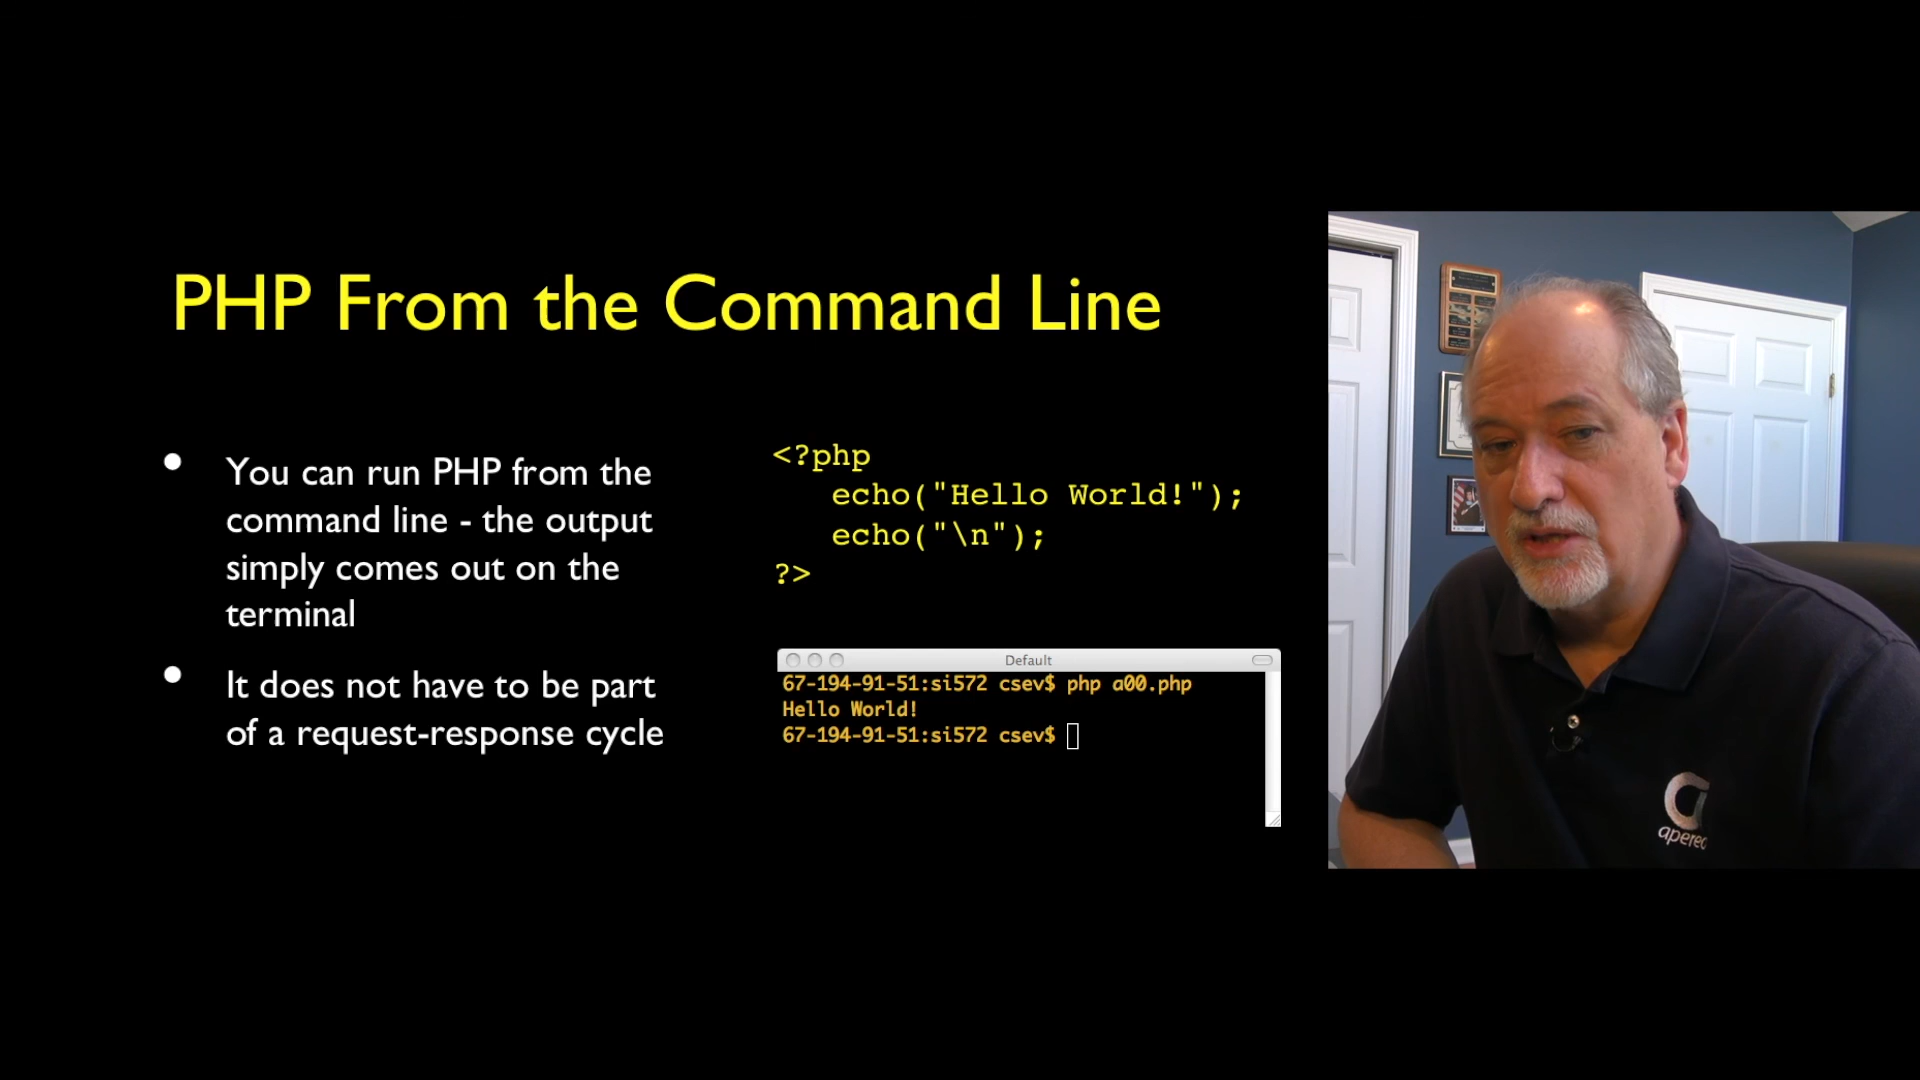 PHP From the Command Line
You can run PHP from the
command line - the output
simply comes out on the
terminal
It does not have to be part
of a request-response cycle
<?php
echo("Hello World!");
echo("\n");
?>
Default
67-194-91-51:si572 csev$ php a00.php
Hello World!
67-194-91-51:si572 csev$
apereo